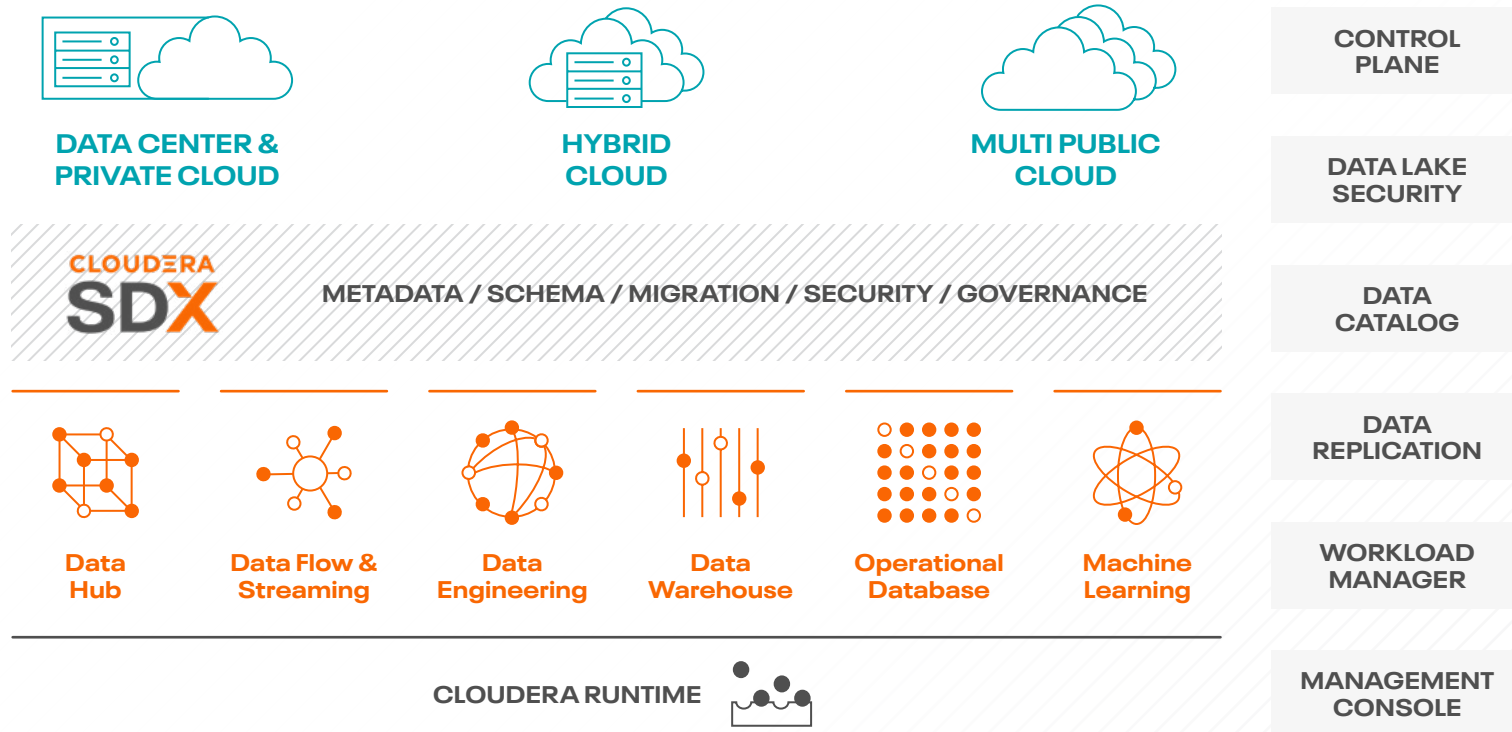 DATA CENTER &
PRIVATE CLOUD
HYBRID
CLOUD
MULTI PUBLIC
CLOUD
CLOUDERA
SDX
METADATA / SCHEMA / MIGRATION / SECURITY / GOVERNANCE
Data
Hub
Data Flow &
Streaming
Data
Engineering
Data
Warehouse
Operational
Database
Machine
Learning
CLOUDERA RUNTIME
CONTROL
PLANE
DATA LAKE
SECURITY
DATA
CATALOG
DATA
REPLICATION
WORKLOAD
MANAGER
MANAGEMENT
CONSOLE